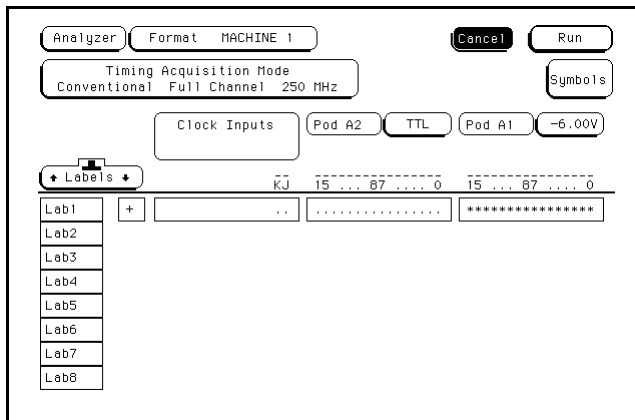 Analyzer Format MACHINE 1 Cancel Run
Timing Acquisition Mode
Conventional Full Channel 250 MHz
Symbols
Clock Inputs Pod A2 TTL Pod A1 -6.00V
Labels
KJ 15 ... 87 .... 0 15 ... 87 .... 0
Lab1 + .. ................ ****************
Lab2
Lab3
Lab4
Lab5
Lab6
Lab7
Lab8